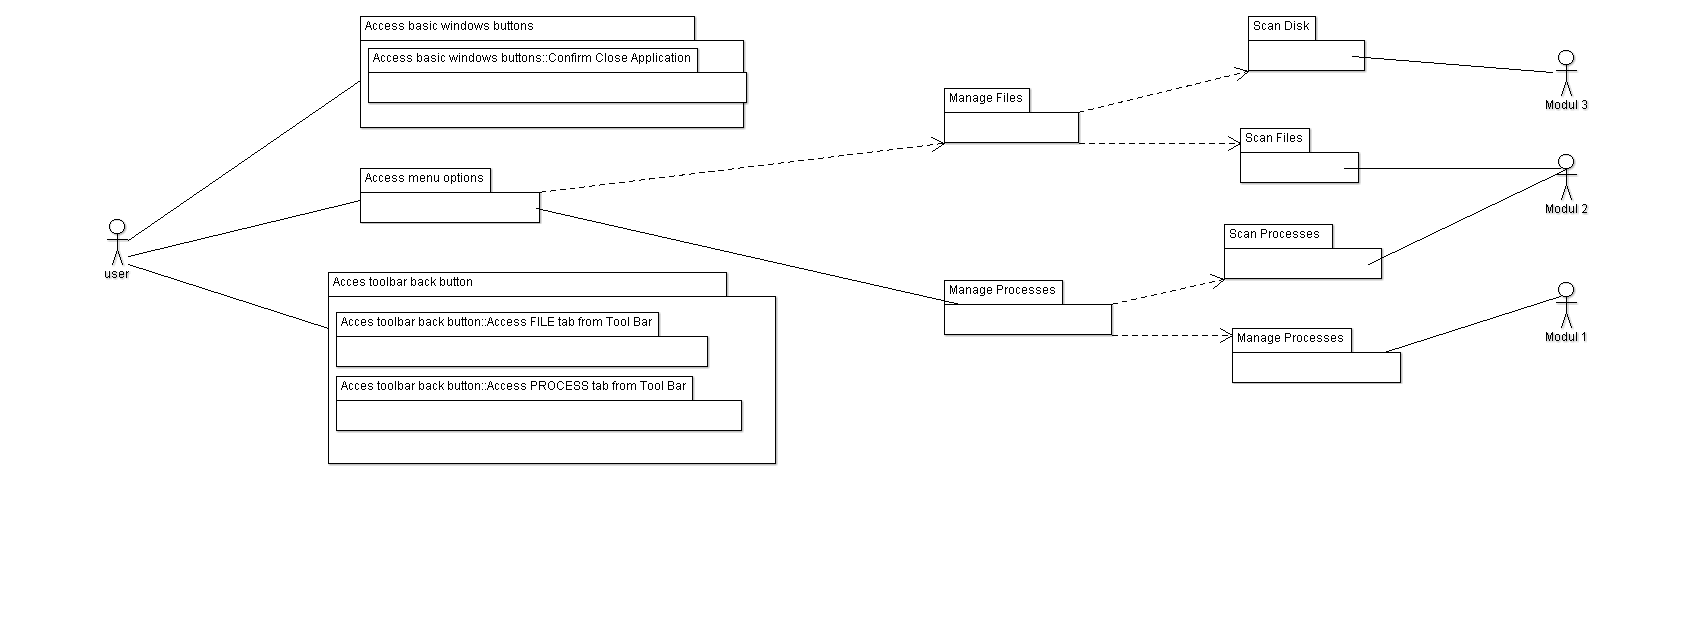 Access basic windows buttons
Access basic windows buttons::Confirm Close Application
Scan Disk
Modul 3
Manage Files
Scan Files
Access menu options
Modul 2
user
Scan Processes
Acces toolbar back button
Manage Processes
Acces toolbar back button::Access FILE tab from Tool Bar
Manage Processes
Modul 1
Acces toolbar back button::Access PROCESS tab from Tool Bar